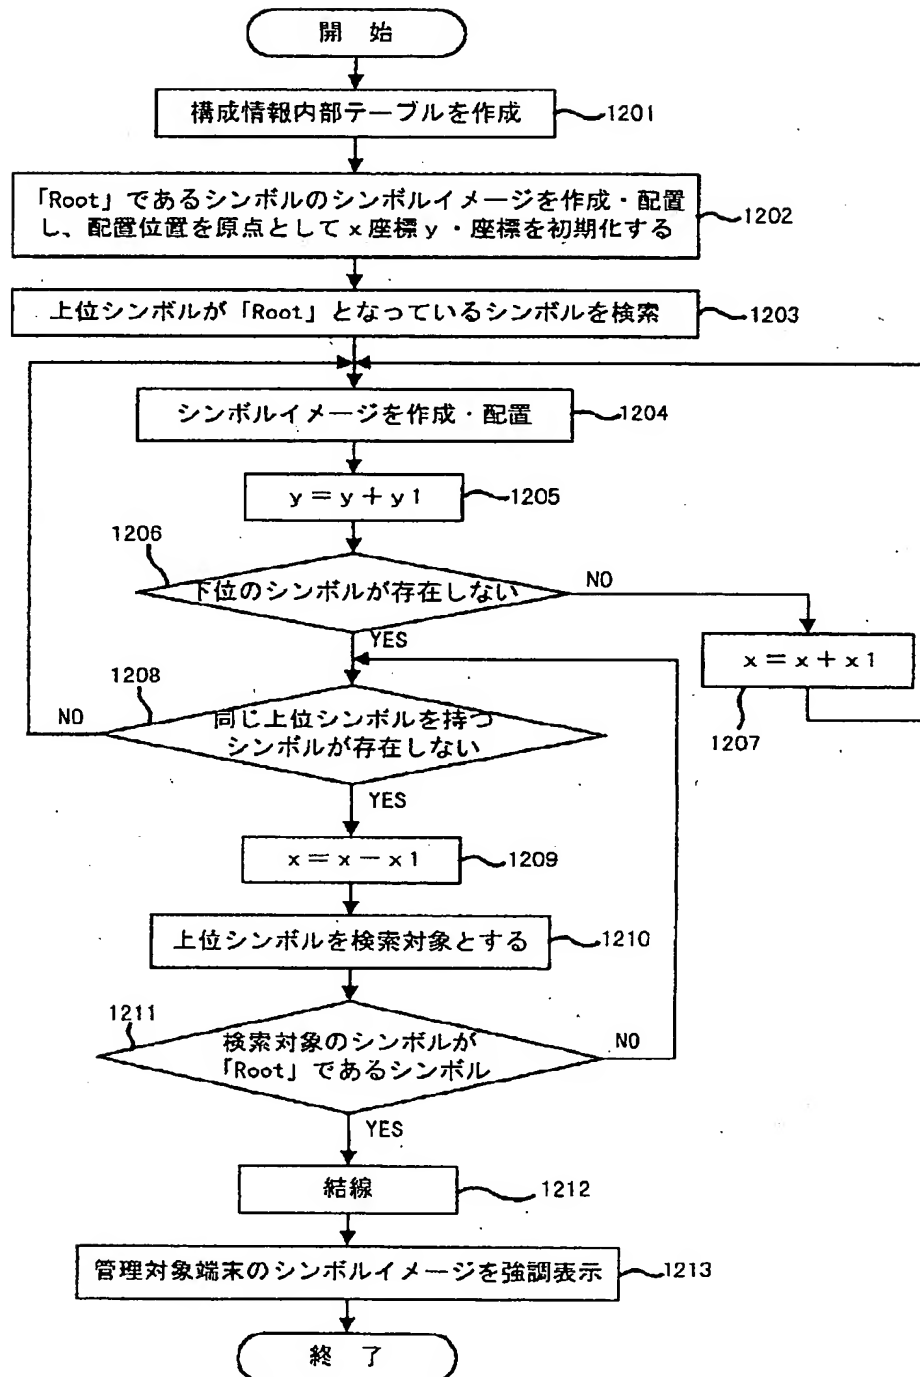 開 始
構成情報内部テーブルを作成
1201
「Root」であるシンボルのシンボルイメージを作成・配置
し、配置位置を原点としてx座標y・座標を初期化する
1202
上位シンボルが「Root」となっているシンボルを検索
1203
シンボルイメージを作成・配置
1204
y=y+y1
1205
1206
下位のシンボルが存在しない
NO
YES
x=x+x1
1207
1208
同じ上位シンボルを持つ
シンボルが存在しない
NO
YES
x=x-x1
1209
上位シンボルを検索対象とする
1210
1211
検索対象のシンボルが
「Root」であるシンボル
NO
YES
結線
1212
管理対象端末のシンボルイメージを強調表示
1213
終 了